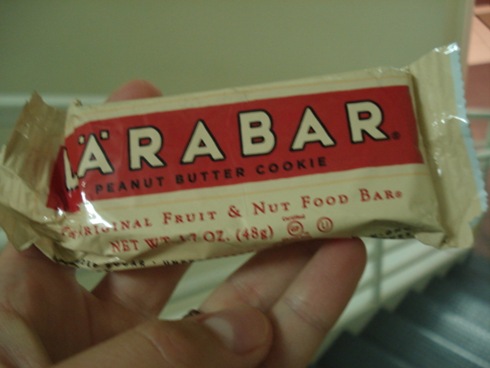 LÄRABAR®
PEANUT BUTTER COOKIE
ORIGINAL FRUIT & NUT FOOD BAR®
NET WT 1.7 OZ. (48g)